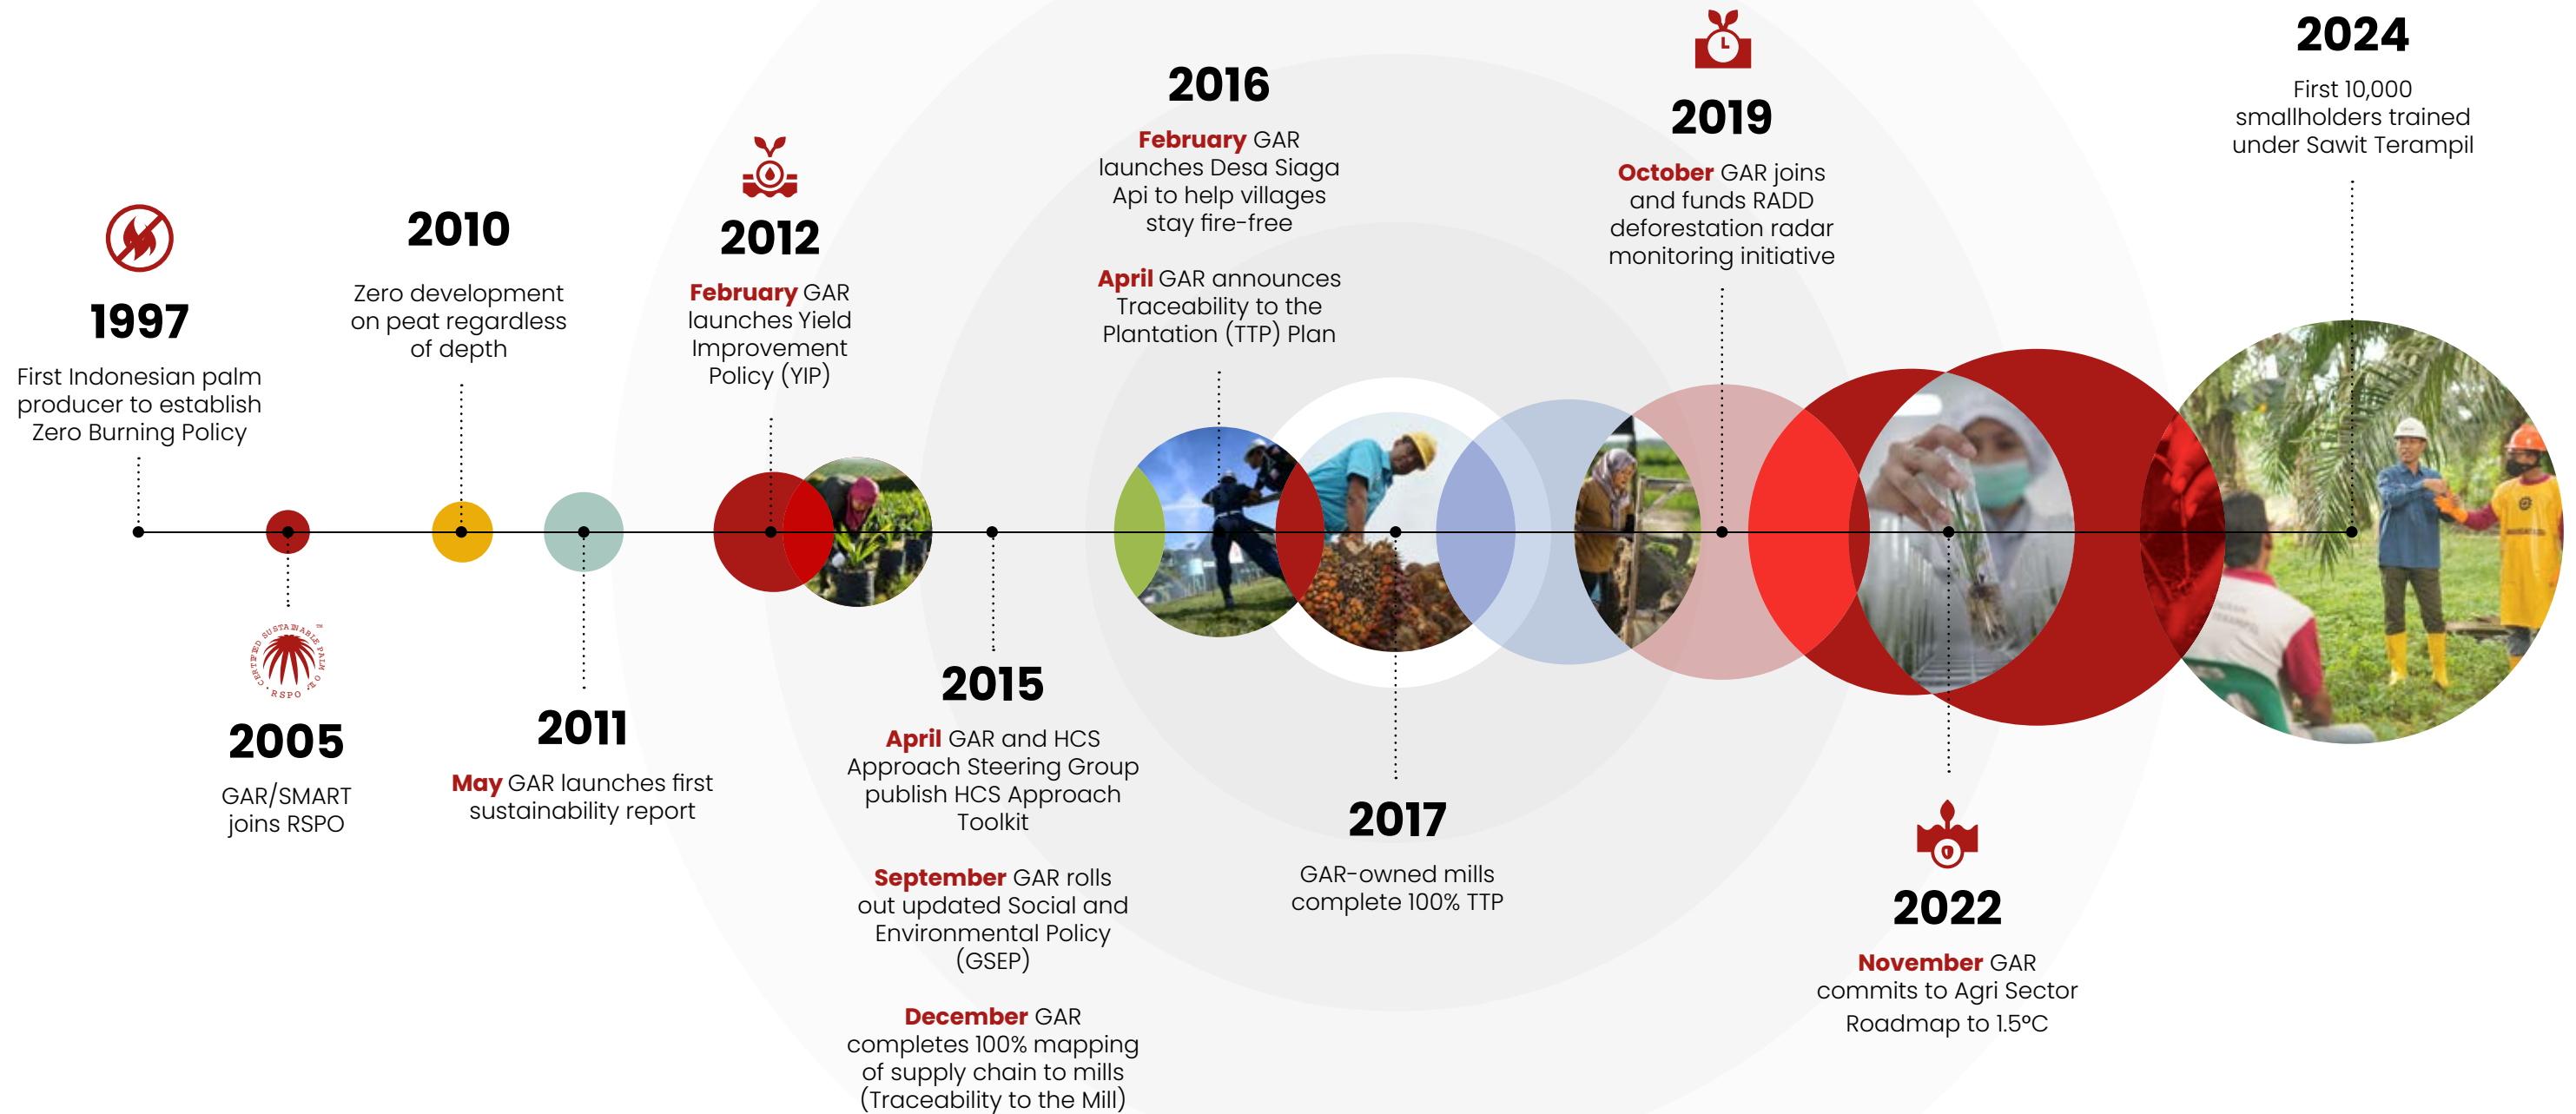 1997
First Indonesian palm
producer to establish
Zero Burning Policy
CERTIFIED SUSTAINABLE PALM OIL
RSPO
2005
GAR/SMART
joins RSPO
2010
Zero development
on peat regardless
of depth
2011
May GAR launches first
sustainability report
2012
February GAR
launches Yield
Improvement
Policy (YIP)
2015
April GAR and HCS
Approach Steering Group
publish HCS Approach
Toolkit
September GAR rolls
out updated Social and
Environmental Policy
(GSEP)
December GAR
completes 100% mapping
of supply chain to mills
(Traceability to the Mill)
2016
February GAR
launches Desa Siaga
Api to help villages
stay fire-free
April GAR announces
Traceability to the
Plantation (TTP) Plan
2017
GAR-owned mills
complete 100% TTP
2019
October GAR joins
and funds RADD
deforestation radar
monitoring initiative
2022
November GAR
commits to Agri Sector
Roadmap to 1.5°C
2024
First 10,000
smallholders trained
under Sawit Terampil